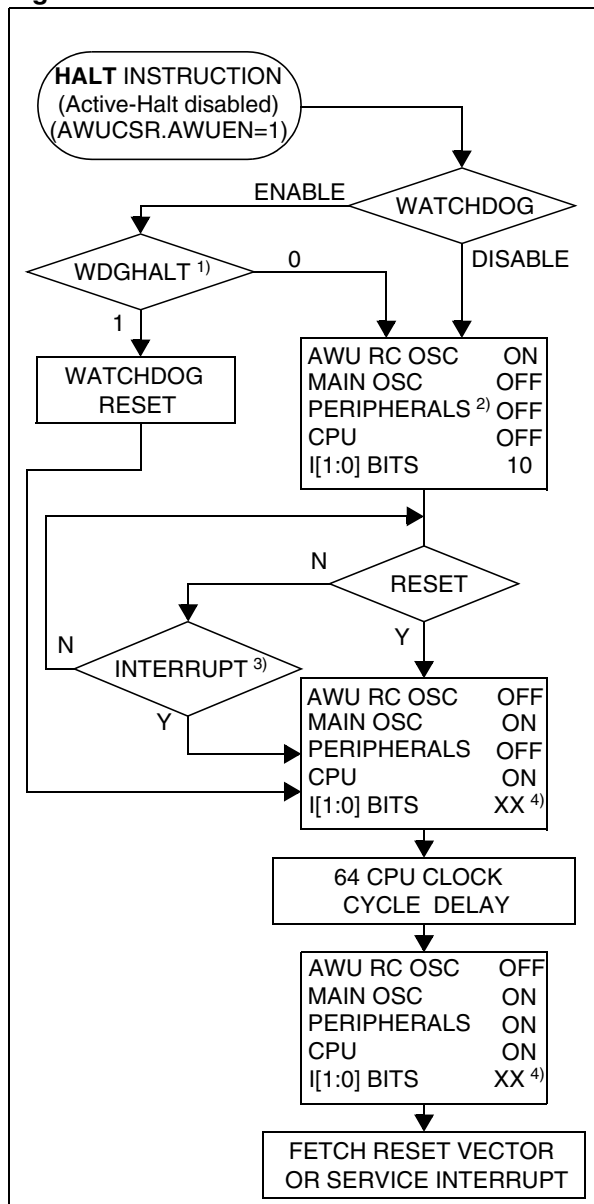 HALT INSTRUCTION
(Active-Halt disabled)
(AWUCSR.AWUEN=1)
ENABLE
WATCHDOG
WDGHALT 1)
0
DISABLE
1
WATCHDOG
RESET
AWU RC OSC ON
MAIN OSC OFF
PERIPHERALS 2) OFF
CPU OFF
I[1:0] BITS 10
N
RESET
N
INTERRUPT 3)
Y
Y
AWU RC OSC OFF
MAIN OSC ON
PERIPHERALS OFF
CPU ON
I[1:0] BITS XX 4)
64 CPU CLOCK
CYCLE DELAY
AWU RC OSC OFF
MAIN OSC ON
PERIPHERALS ON
CPU ON
I[1:0] BITS XX 4)
FETCH RESET VECTOR
OR SERVICE INTERRUPT